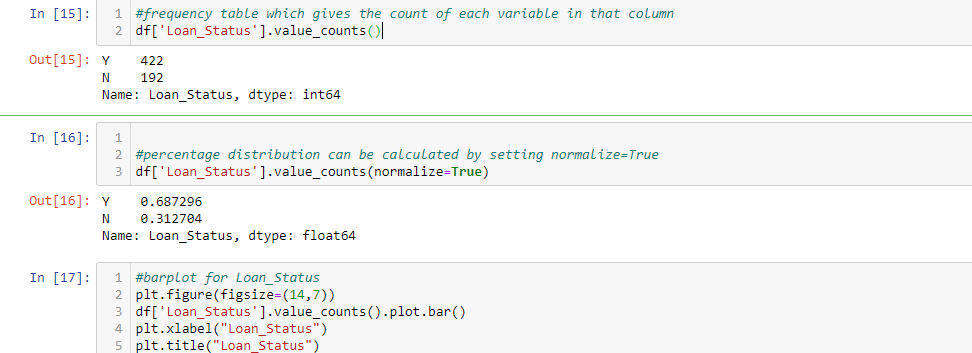 In [15]: 1 #frequency table which gives the count of each variable in that column
2 df['Loan_Status'].value_counts()
Out[15]: Y 422
N 192
Name: Loan_Status, dtype: int64
In [16]: 1
2 #percentage distribution can be calculated by setting normalize=True
3 df['Loan_Status'].value_counts(normalize=True)
Out[16]: Y 0.687296
N 0.312704
Name: Loan_Status, dtype: float64
In [17]: 1 #barplot for Loan_Status
2 plt.figure(figsize=(14,7))
3 df['Loan_Status'].value_counts().plot.bar()
4 plt.xlabel("Loan_Status")
5 plt.title("Loan_Status")